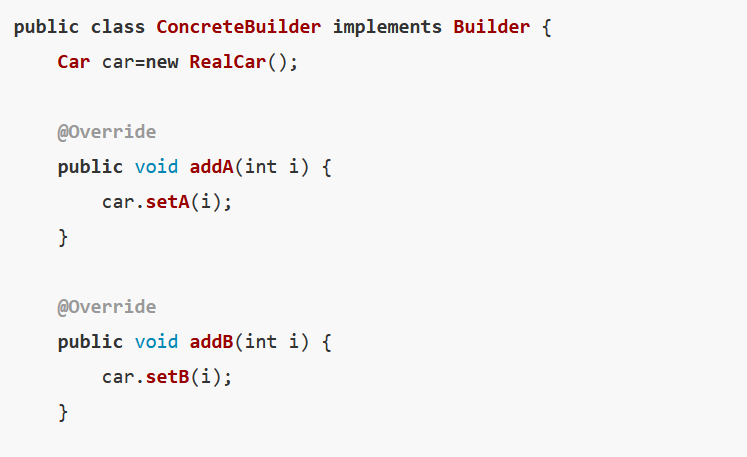 public class ConcreteBuilder implements Builder {
    Car car=new RealCar();
    @Override
    public void addA(int i) {
        car.setA(i);
    }
    @Override
    public void addB(int i) {
        car.setB(i);
    }